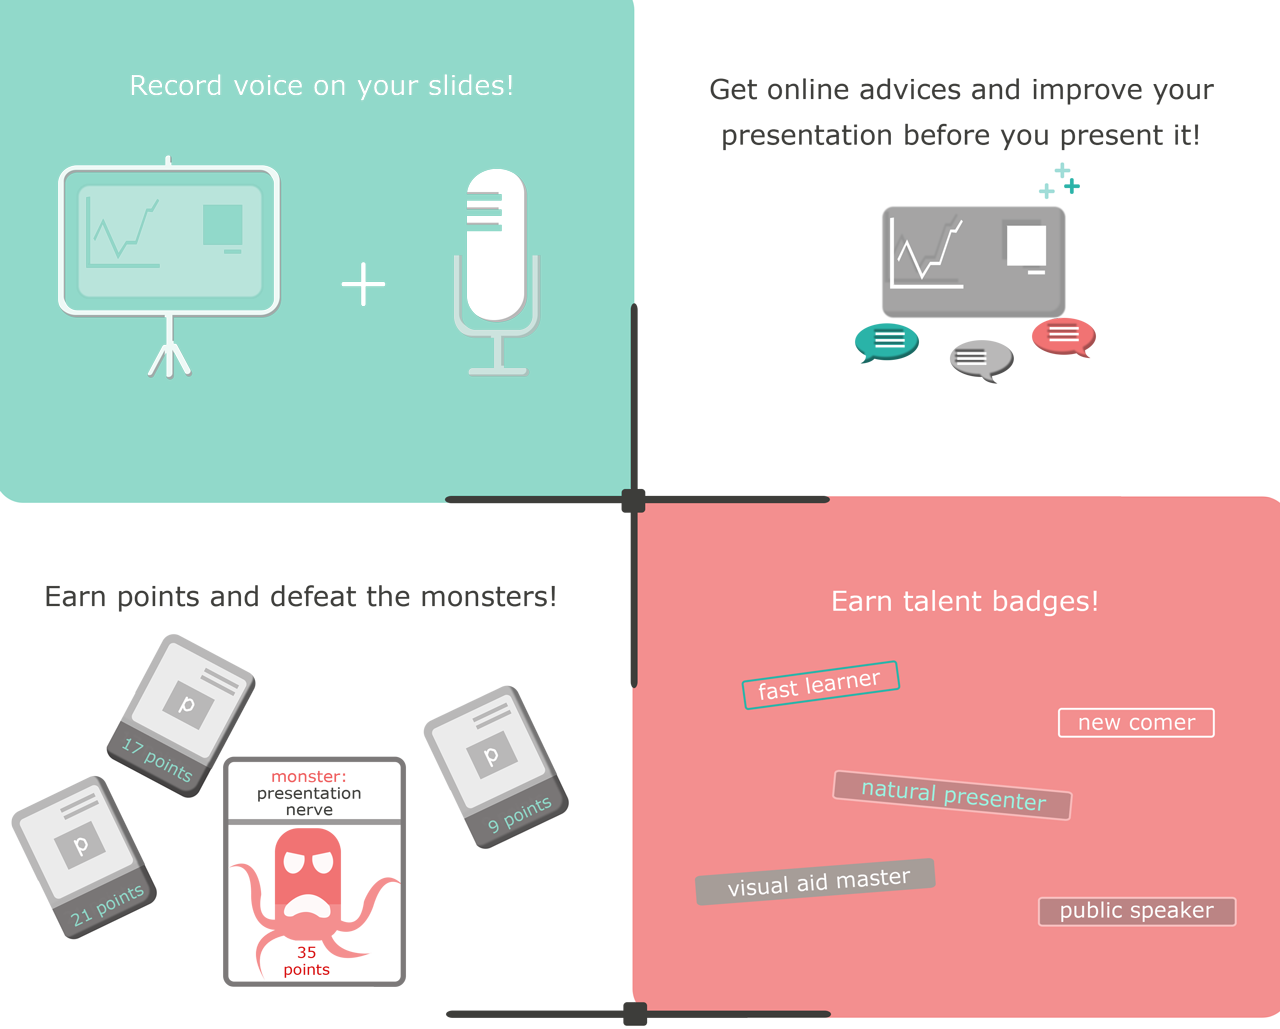 Record voice on your slides!
Get online advices and improve your
presentation before you present it!
Earn points and defeat the monsters!
p
17 points
p
21 points
monster:
presentation
nerve
35
points
p
9 points
Earn talent badges!
fast learner
new comer
natural presenter
visual aid master
public speaker